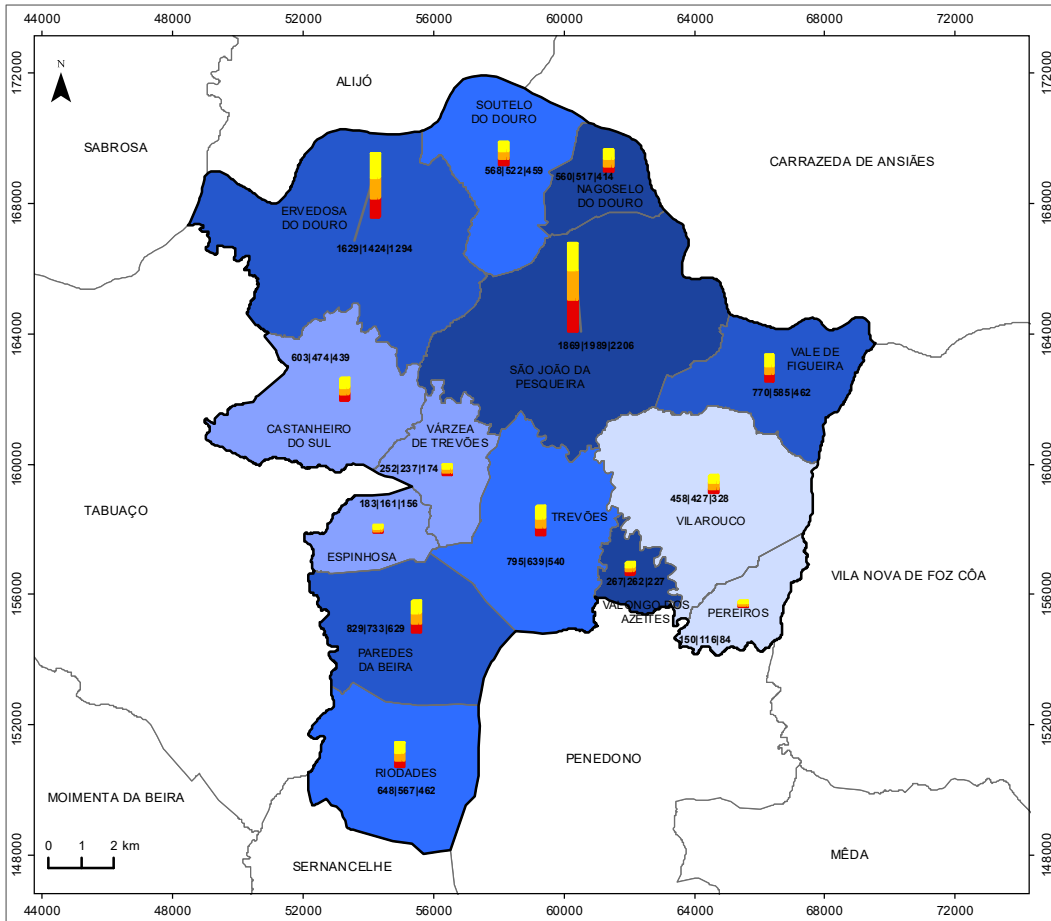 44000 48000 52000 56000 60000 64000 68000 72000
172000
172000
N
ALIJÓ
SOUTELO
DO DOURO
SABROSA
CARRAZEDA DE ANSIÃES
568|522|459
560|517|414
NAGOSELO
DO DOURO
168000
168000
ERVEDOSA
DO DOURO
1629|1424|1294
164000
164000
603|474|439
1869|1989|2206
VALE DE
FIGUEIRA
SÃO JOÃO DA
PESQUEIRA
770|585|462
CASTANHEIRO
DO SUL
VÁRZEA
DE TREVÕES
160000
160000
252|237|174
TABUAÇO
183|161|156
458|427|328
TREVÕES
VILAROUCO
ESPINHOSA
795|639|540
VILA NOVA DE FOZ CÔA
267|262|227
156000
156000
VALONGO DOS
AZEITES
PEREIROS
829|733|629
150|116|84
PAREDES
DA BEIRA
152000
152000
PENEDONO
RIODADES
648|567|462
MOIMENTA DA BEIRA
0 1 2 km
MÊDA
SERNANCELHE
148000
148000
44000 48000 52000 56000 60000 64000 68000 72000